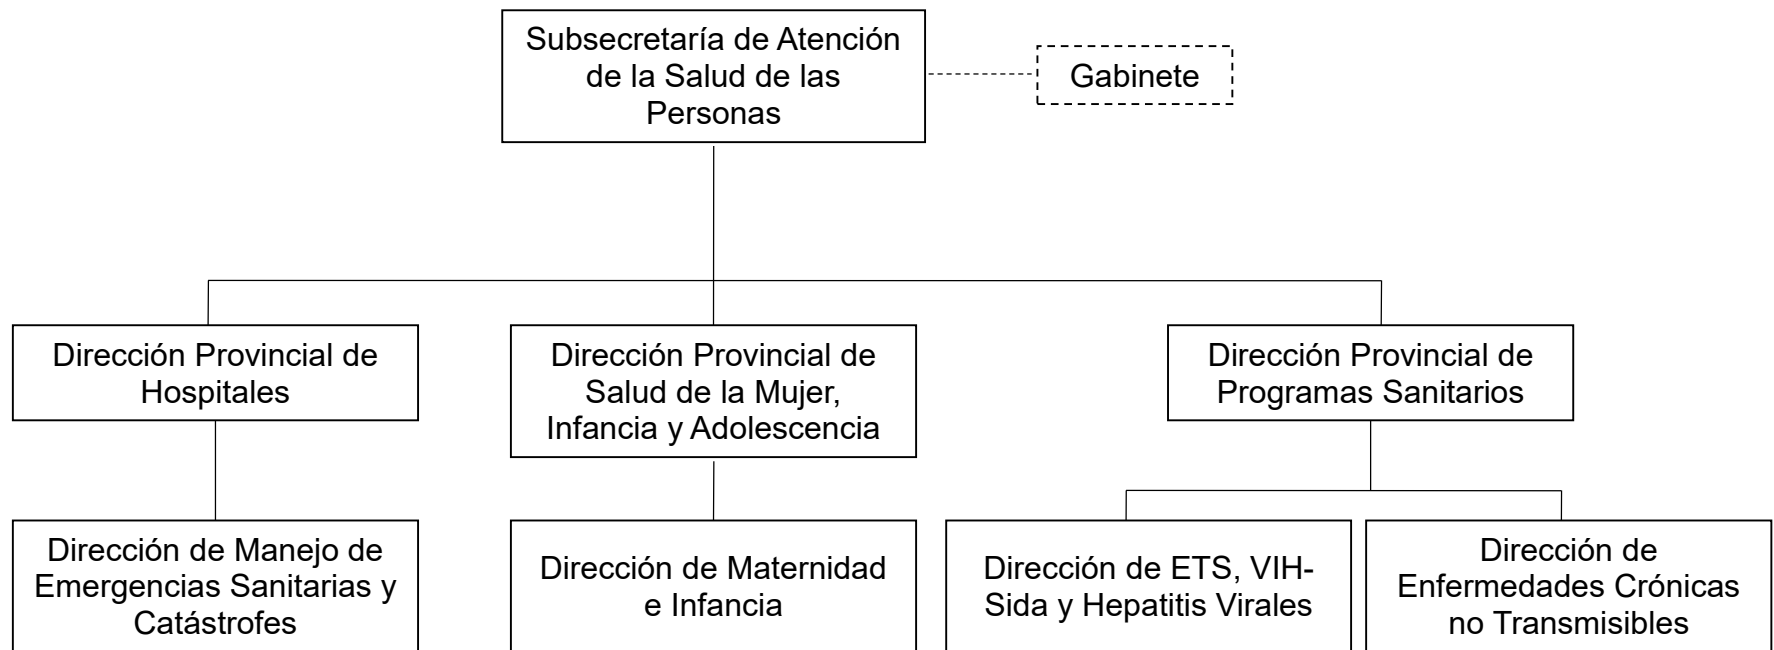 Subsecretaría de Atención
de la Salud de las
Personas
Gabinete
Dirección Provincial de
Hospitales
Dirección Provincial de
Salud de la Mujer,
Infancia y Adolescencia
Dirección Provincial de
Programas Sanitarios
Dirección de Manejo de
Emergencias Sanitarias y
Catástrofes
Dirección de Maternidad
e Infancia
Dirección de ETS, VIH-
Sida y Hepatitis Virales
Dirección de
Enfermedades Crónicas
no Transmisibles